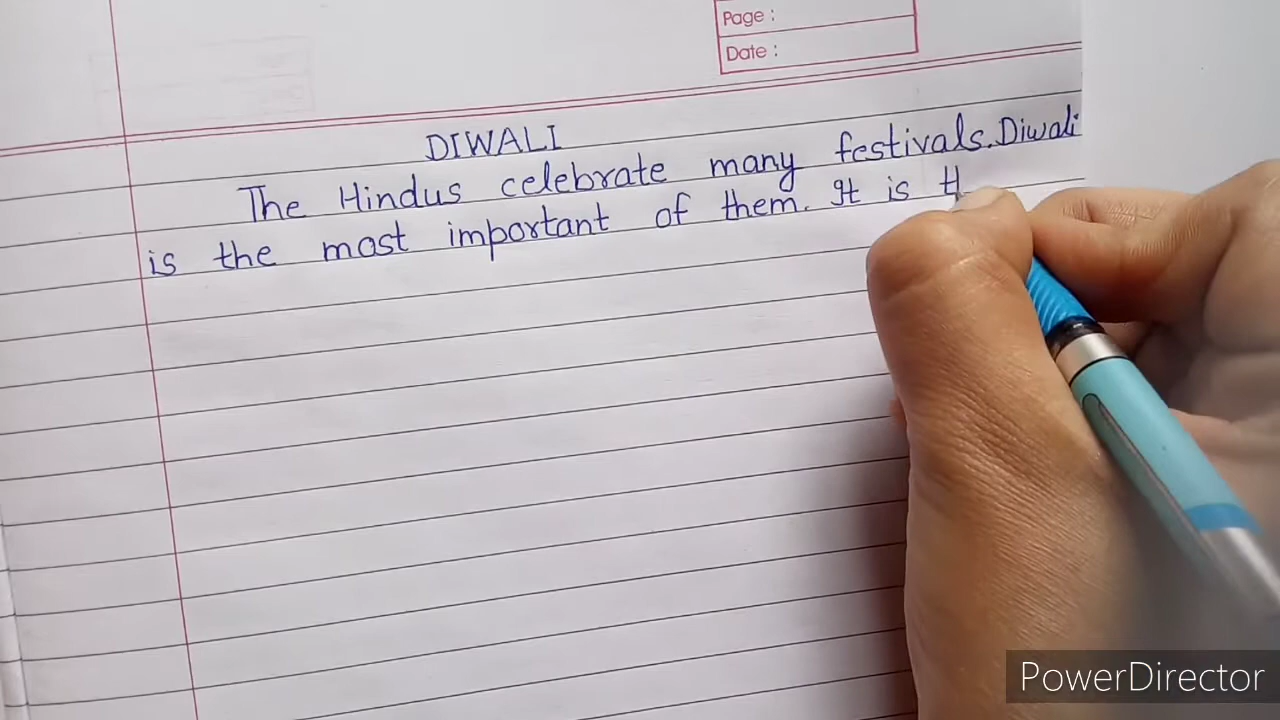 Page :
Date :
DIWALI
The Hindus celebrate many festivals. Diwali
is the most important of them. It is
PowerDirector